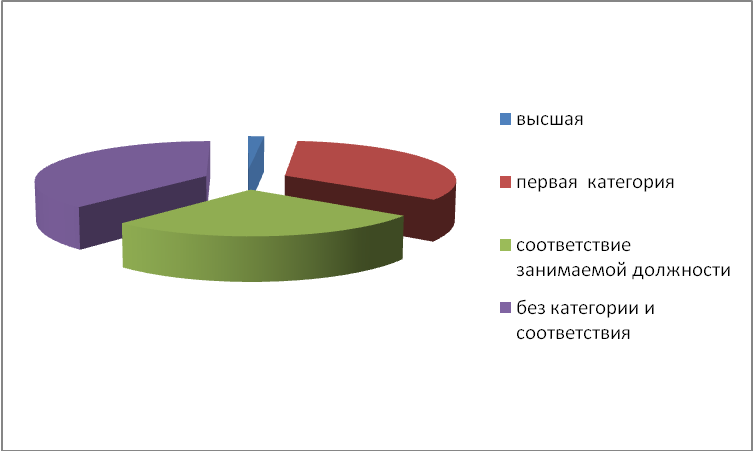 высшая
первая  категория
соответствие
занимаемой должности
без категории и
соответствия